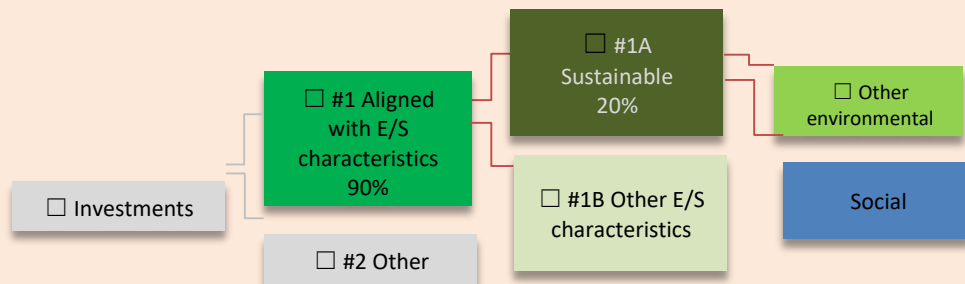 ☐ Investments
☐ #1 Aligned
with E/S
characteristics
90%
☐ #2 Other
☐ #1A
Sustainable
20%
☐ #1B Other E/S
characteristics
☐ Other
environmental
Social